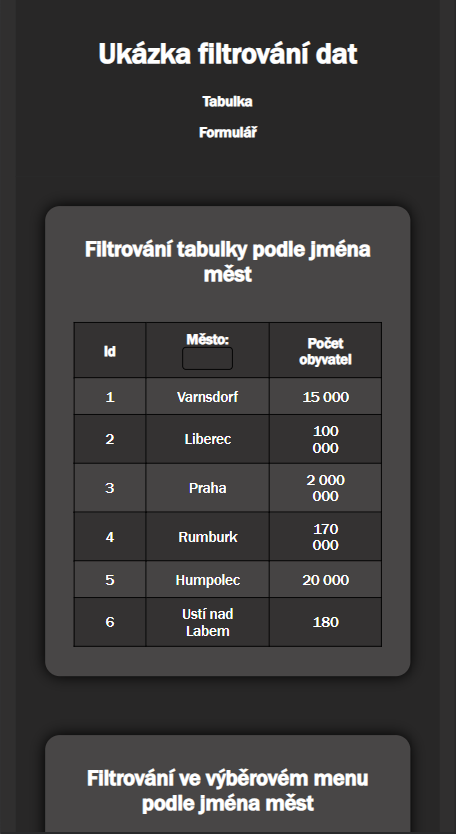 Ukázka filtrování dat
Tabulka
Formulář
Filtrování tabulky podle jména
měst
Id
Město:
Počet
obyvatel
1 Varnsdorf 15 000
2 Liberec 100
000
3 Praha 2 000
000
4 Rumburk 170
000
5 Humpolec 20 000
6 Ustí nad
Labem 180
Filtrování ve výběrovém menu
podle jména měst